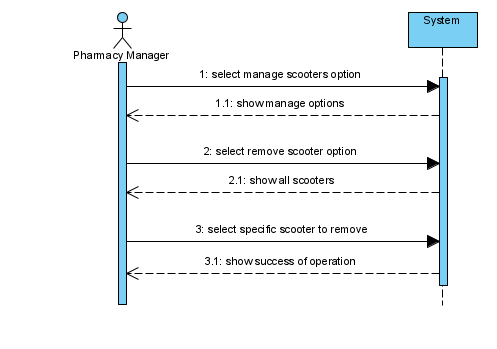 System
Pharmacy Manager
1: select manage scooters option
1.1: show manage options
2: select remove scooter option
2.1: show all scooters
3: select specific scooter to remove
3.1: show success of operation